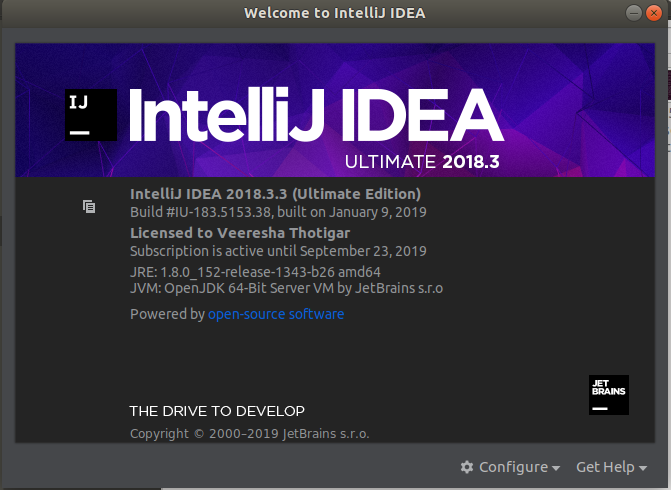 Welcome to IntelliJ IDEA
IJ
IntelliJ IDEA
ULTIMATE 2018.3
IntelliJ IDEA 2018.3.3 (Ultimate Edition)
Build #IU-183.5153.38, built on January 9, 2019
Licensed to Veeresha Thotigar
Subscription is active until September 23, 2019
JRE: 1.8.0_152-release-1343-b26 amd64
JVM: OpenJDK 64-Bit Server VM by JetBrains s.r.o
Powered by open-source software
JET
BRAINS
THE DRIVE TO DEVELOP
Copyright © 2000–2019 JetBrains s.r.o.
Configure
Get Help